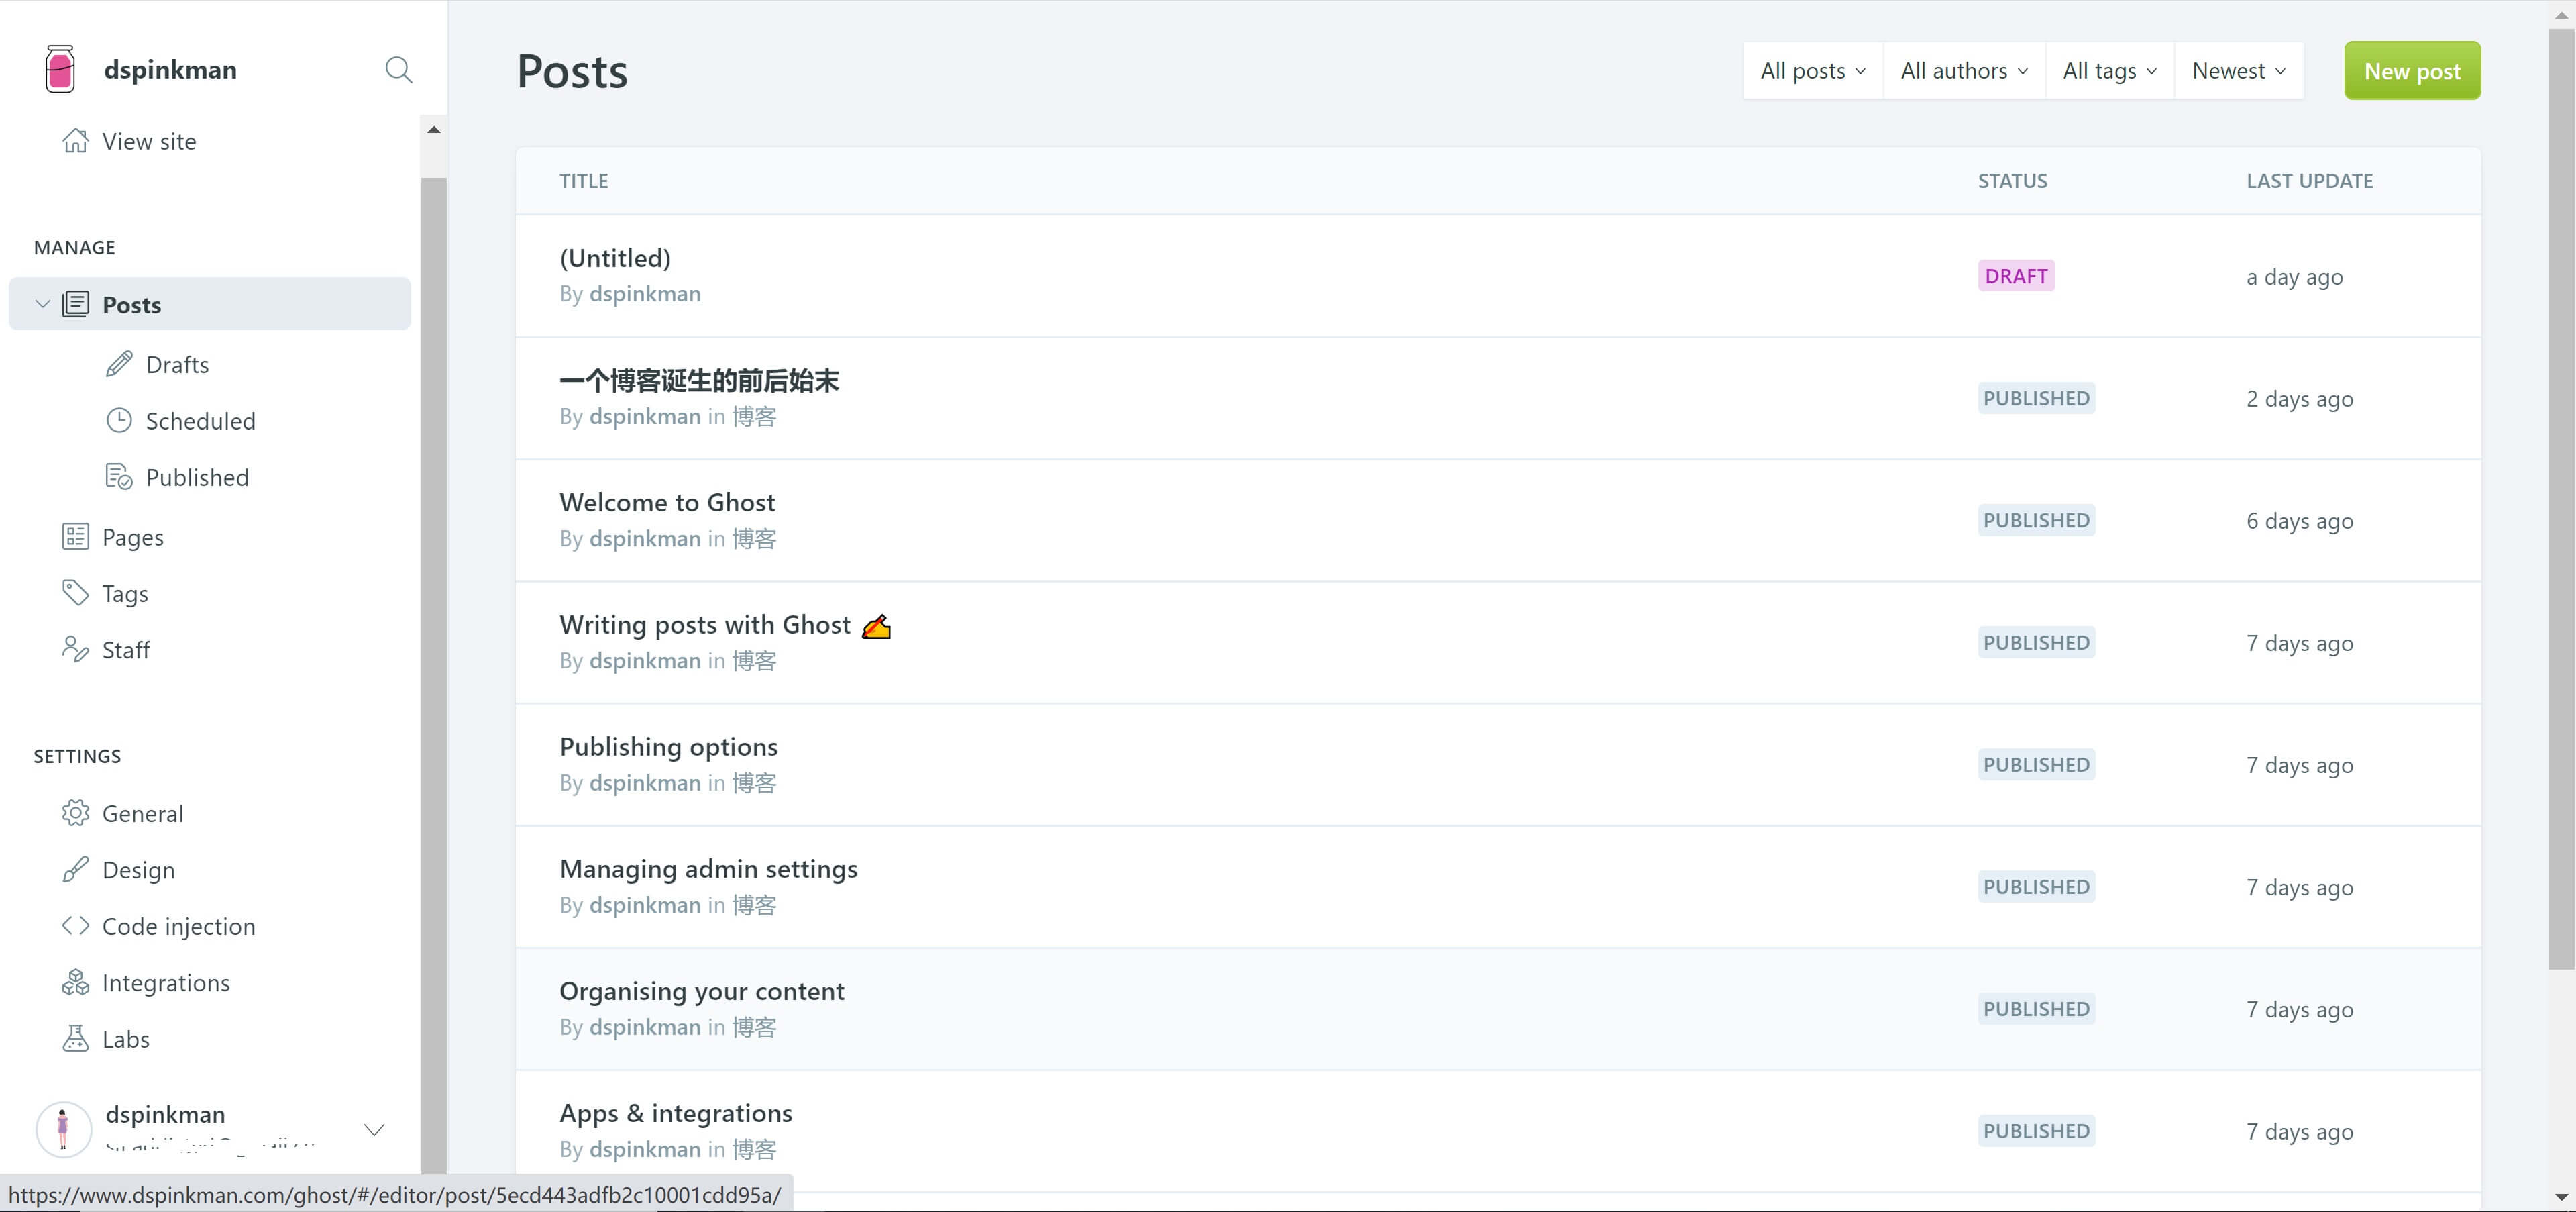 dspinkman
View site
MANAGE
Posts
Drafts
Scheduled
Published
Pages
Tags
Staff
SETTINGS
General
Design
Code injection
Integrations
Labs
dspinkman
https://www.dspinkman.com/ghost/#/editor/post/5ecd443adfb2c10001cdd95a/
Posts
All posts All authors All tags Newest New post
TITLE STATUS LAST UPDATE
(Untitled)
By dspinkman
DRAFT a day ago
一个博客诞生的前后始末
By dspinkman in 博客
PUBLISHED 2 days ago
Welcome to Ghost
By dspinkman in 博客
PUBLISHED 6 days ago
Writing posts with Ghost ✍
By dspinkman in 博客
PUBLISHED 7 days ago
Publishing options
By dspinkman in 博客
PUBLISHED 7 days ago
Managing admin settings
By dspinkman in 博客
PUBLISHED 7 days ago
Organising your content
By dspinkman in 博客
PUBLISHED 7 days ago
Apps & integrations
By dspinkman in 博客
PUBLISHED 7 days ago